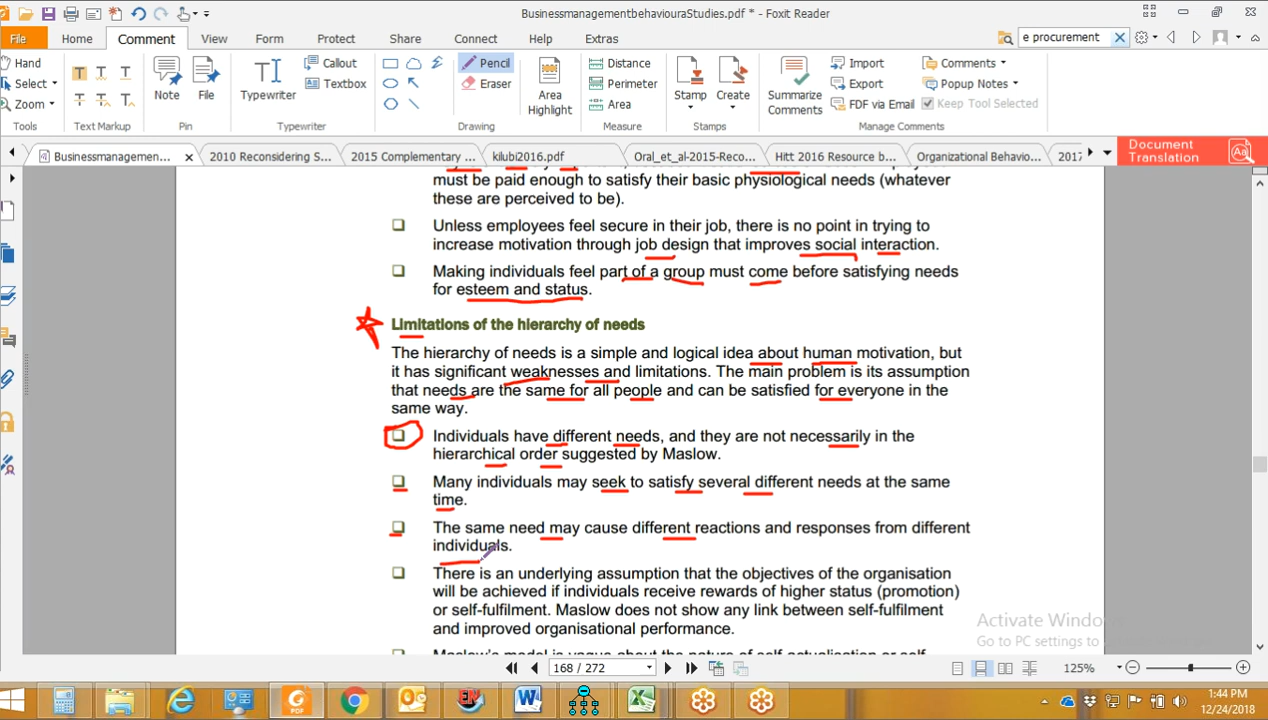 BusinessmanagementbehaviouraStudies.pdf * - Foxit Reader
File Home Comment View Form Protect Share Connect Help Extras
e procurement
Hand
Select
Zoom
Tools
Text Markup
Note
File
Pin
Typewriter
Callout
Textbox
Typewriter
Pencil
Eraser
Area
Highlight
Drawing
Distance
Perimeter
Area
Measure
Stamp
Create
Stamps
Summarize
Comments
Import
Export
FDF via Email
Comments
Popup Notes
Keep Tool Selected
Manage Comments
Businessmanagemen... 2010 Reconsidering S... 2015 Complementary ... kilubi2016.pdf Oral_et_al-2015-Reco... Hitt 2016 Resource b... Organizational Behavio... 2017
Document
Translation
must be paid enough to satisfy their basic physiological needs (whatever
these are perceived to be).
Unless employees feel secure in their job, there is no point in trying to
increase motivation through job design that improves social interaction.
Making individuals feel part of a group must come before satisfying needs
for esteem and status.
Limitations of the hierarchy of needs
The hierarchy of needs is a simple and logical idea about human motivation, but
it has significant weaknesses and limitations. The main problem is its assumption
that needs are the same for all people and can be satisfied for everyone in the
same way.
Individuals have different needs, and they are not necessarily in the
hierarchical order suggested by Maslow.
Many individuals may seek to satisfy several different needs at the same
time.
The same need may cause different reactions and responses from different
individuals.
There is an underlying assumption that the objectives of the organisation
will be achieved if individuals receive rewards of higher status (promotion)
or self-fulfilment. Maslow does not show any link between self-fulfilment
and improved organisational performance.
Maslow's model is vague about the nature of self-actualisation or self-
Activate Windo
Go to PC settings to
168 / 272
125%
1:44 PM
12/24/2018